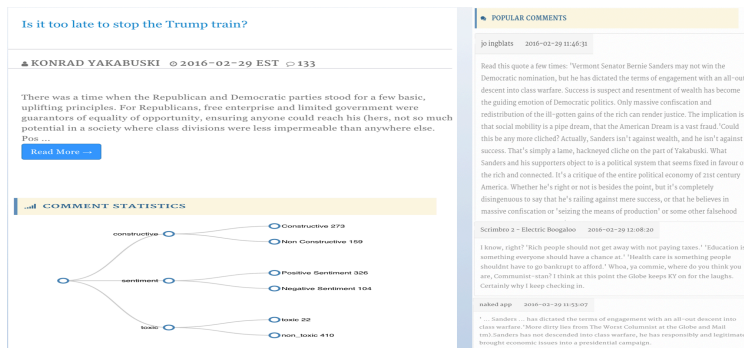 Is it too late to stop the Trump train?
KONRAD YAKABUSKI 2016-02-29 EST 133
There was a time when the Republican and Democratic parties stood for a few basic,
uplifting principles. For Republicans, free enterprise and limited government were
guarantors of equality of opportunity, ensuring anyone could reach his (hers, not so much
potential in a society where class divisions were less impermeable than anywhere else.
Pos ...
Read More →
COMMENT STATISTICS
constructive
Constructive 273
Non Constructive 159
sentiment
Positive Sentiment 326
Negative Sentiment 104
toxic
toxic 22
non_toxic 410
POPULAR COMMENTS
jo ingblats 2016-02-29 11:46:31
Read this quote a few times: 'Vermont Senator Bernie Sanders may not win the
Democratic nomination, but he has dictated the terms of engagement with an all-out
descent into class warfare. Success is suspect and resentment of wealth has become
the guiding emotion of Democratic politics. Only massive confiscation and
redistribution of the ill-gotten gains of the rich can render justice. The implication is
that social mobility is a pipe dream, that the American Dream is a vast fraud.'Could
this be any more cliched? Actually, Sanders isn't against wealth, and he isn't against
success. That's simply a lame, hackneyed cliche on the part of Yakabuski. What
Sanders and his supporters object to is a political system that seems fixed in favour o
the rich and connected. It's a critique of the entire political economy of 21st century
America. Whether he's right or not is besides the point, but it's completely
disingenuous to say that he's railing against mere success, or that he believes in
massive confiscation or 'seizing the means of production' or some other falsehood
Scrimbro 2 - Electric Boogaloo 2016-02-29 12:08:20
I know, right? 'Rich people should not get away with not paying taxes.' 'Education is
something everyone should have a chance at.' 'Health care is something people
shouldnt have to go bankrupt to afford.' Whoa, ya commie, where do you think you
are, Communist-stan? I think at this point the Globe keeps KY on for the laughs.
Certainly why I keep checking in.
naked app 2016-02-29 11:53:07
' ... Sanders ... has dictated the terms of engagement with an all-out descent into
class warfare.'More dirty lies from The Worst Columnist at the Globe and Mail
(tm).Sanders has not descended into class warfare, he has responsibly and legitimate
brought economic issues into a presidential campaign.